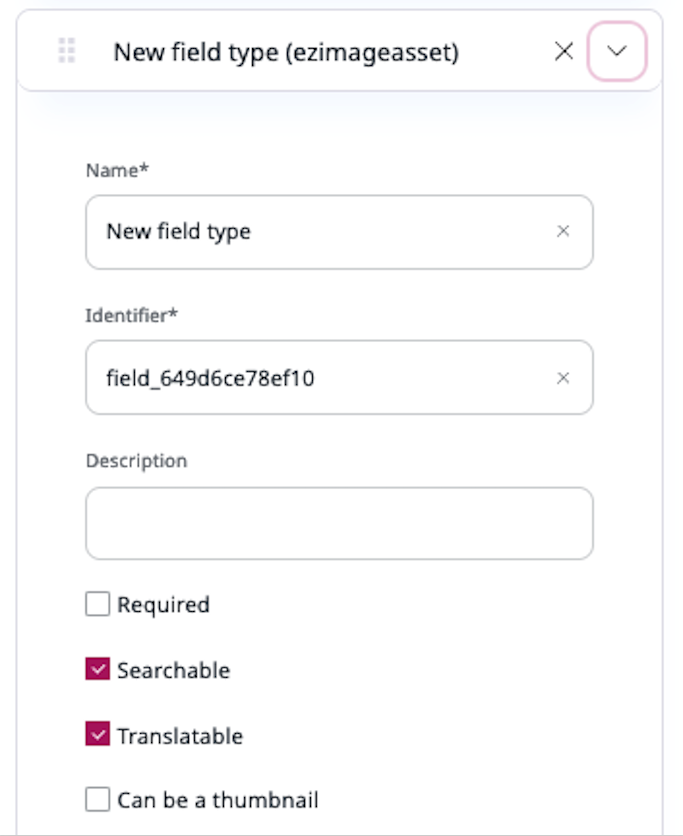 New field type (ezimageasset)
Name*
New field type
Identifier*
field_649d6ce78ef10
Description
Required
Searchable
Translatable
Can be a thumbnail